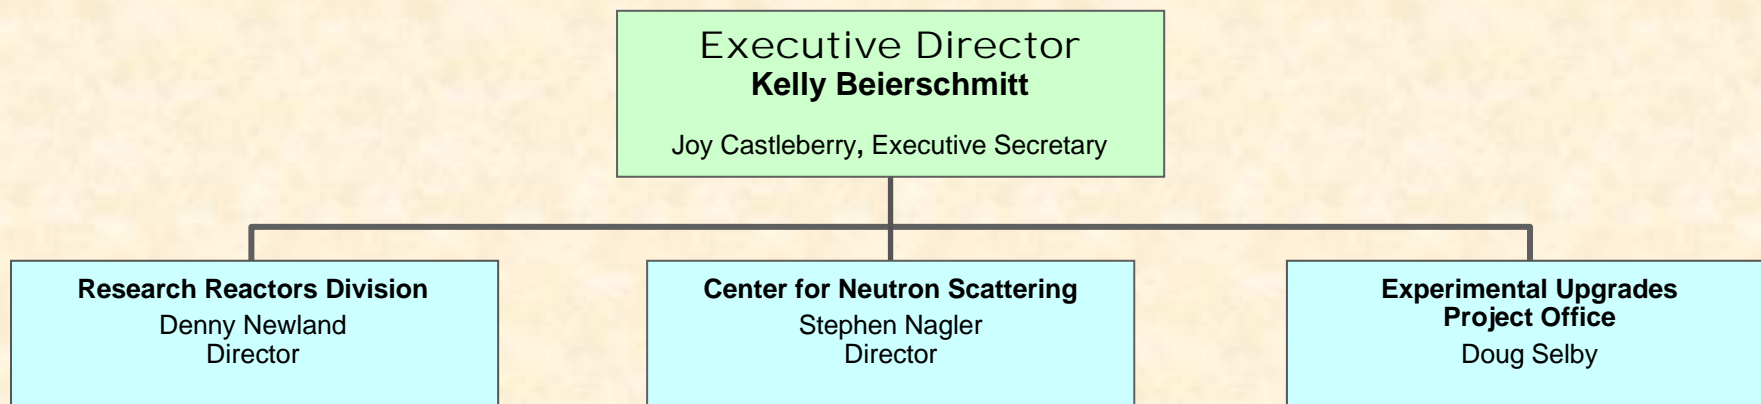 Executive Director
Kelly Beierschmitt
Joy Castleberry, Executive Secretary
Research Reactors Division
Denny Newland
Director
Center for Neutron Scattering
Stephen Nagler
Director
Experimental Upgrades
Project Office
Doug Selby